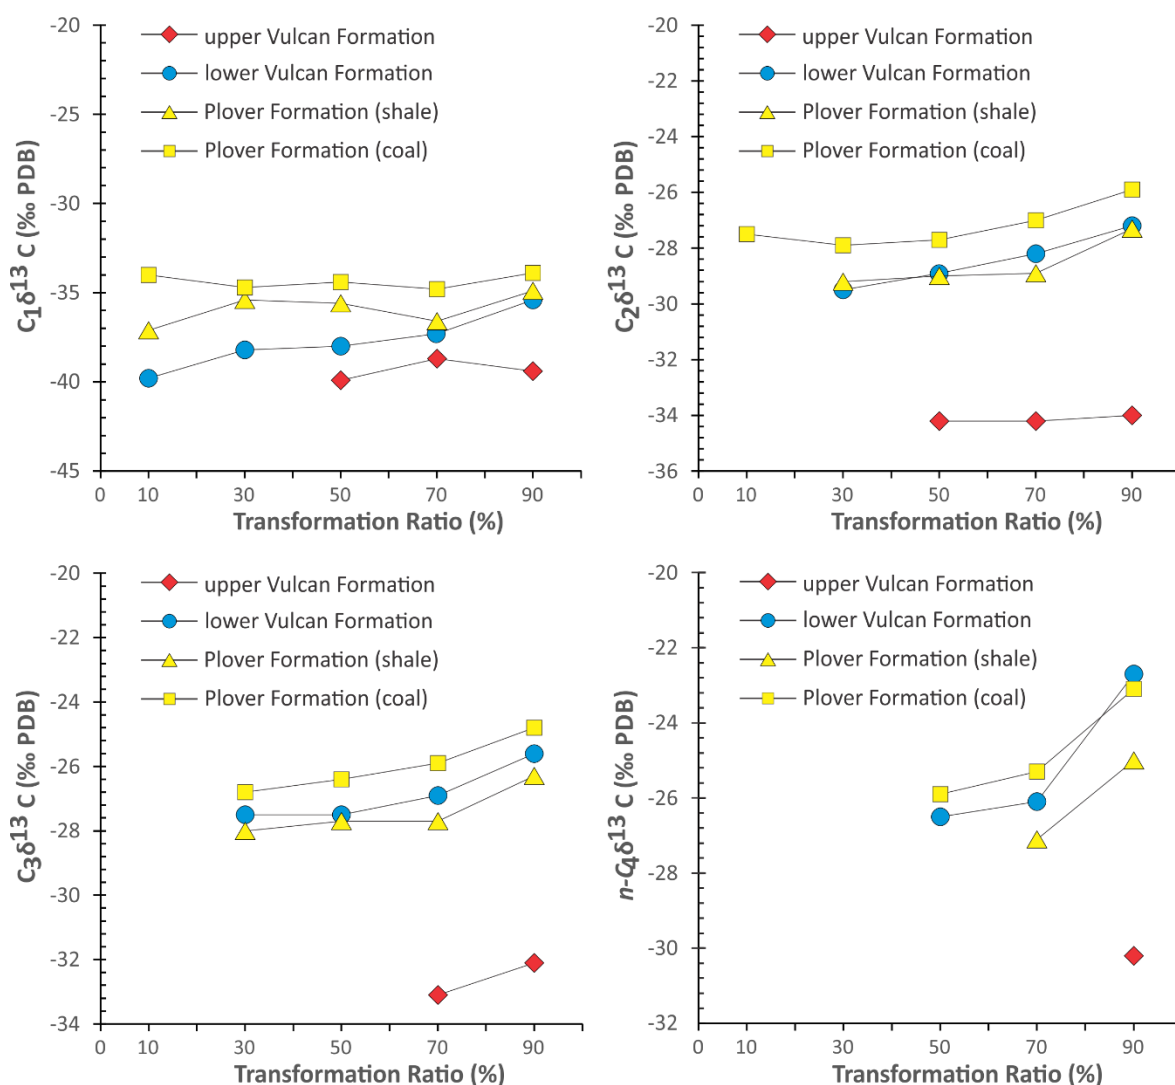 -20
-25
-30
-35
-40
-45
C₁δ¹³ C (‰ PDB)
upper Vulcan Formation
lower Vulcan Formation
Plover Formation (shale)
Plover Formation (coal)
0 10 30 50 70 90
Transformation Ratio (%)
-20
-22
-24
-26
-28
-30
-32
-34
-36
C₂δ¹³ C (‰ PDB)
upper Vulcan Formation
lower Vulcan Formation
Plover Formation (shale)
Plover Formation (coal)
0 10 30 50 70 90
Transformation Ratio (%)
-20
-22
-24
-26
-28
-30
-32
-34
C₃δ¹³ C (‰ PDB)
upper Vulcan Formation
lower Vulcan Formation
Plover Formation (shale)
Plover Formation (coal)
0 10 30 50 70 90
Transformation Ratio (%)
-20
-22
-24
-26
-28
-30
-32
n-C₄δ¹³ C (‰ PDB)
upper Vulcan Formation
lower Vulcan Formation
Plover Formation (shale)
Plover Formation (coal)
0 10 30 50 70 90
Transformation Ratio (%)